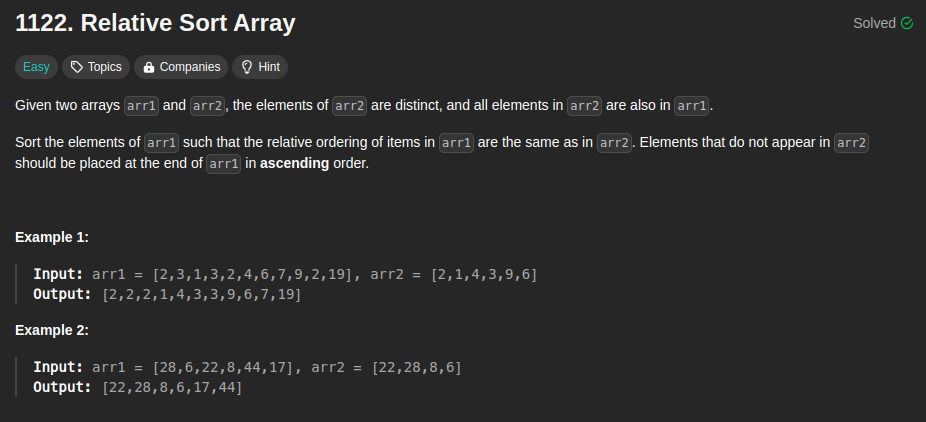 1122. Relative Sort Array
Solved
Easy Topics Companies Hint
Given two arrays arr1 and arr2, the elements of arr2 are distinct, and all elements in arr2 are also in arr1.
Sort the elements of arr1 such that the relative ordering of items in arr1 are the same as in arr2. Elements that do not appear in arr2
should be placed at the end of arr1 in ascending order.
Example 1:
Input: arr1 = [2,3,1,3,2,4,6,7,9,2,19], arr2 = [2,1,4,3,9,6]
Output: [2,2,2,1,4,3,3,9,6,7,19]
Example 2:
Input: arr1 = [28,6,22,8,44,17], arr2 = [22,28,8,6]
Output: [22,28,8,6,17,44]